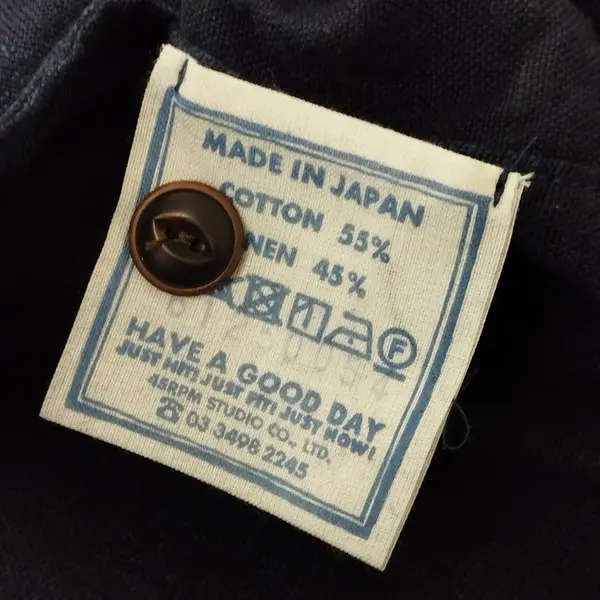 MADE IN JAPAN
COTTON 55%
NEN 45%
F
HAVE A GOOD DAY
JUST HIT! JUST FIT! JUST NOW!
45RPM STUDIO CO., LTD.
☎ 03 3498 2245